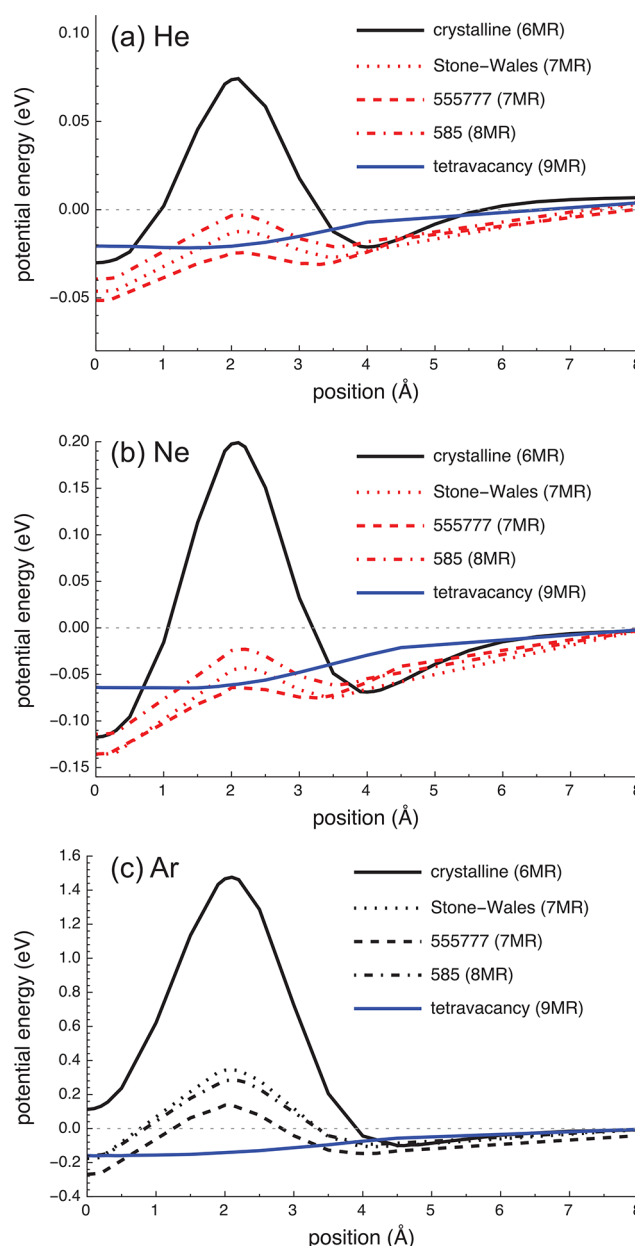 (a) He
crystalline (6MR)
Stone−Wales (7MR)
555777 (7MR)
585 (8MR)
tetravacancy (9MR)
potential energy (eV)
0.10
0.05
0.00
−0.05
0 1 2 3 4 5 6 7 8
position (Å)
(b) Ne
crystalline (6MR)
Stone−Wales (7MR)
555777 (7MR)
585 (8MR)
tetravacancy (9MR)
potential energy (eV)
0.20
0.15
0.10
0.05
0.00
−0.05
−0.10
−0.15
0 1 2 3 4 5 6 7 8
position (Å)
(c) Ar
crystalline (6MR)
Stone−Wales (7MR)
555777 (7MR)
585 (8MR)
tetravacancy (9MR)
potential energy (eV)
1.6
1.4
1.2
1.0
0.8
0.6
0.4
0.2
0.0
−0.2
−0.4
0 1 2 3 4 5 6 7 8
position (Å)